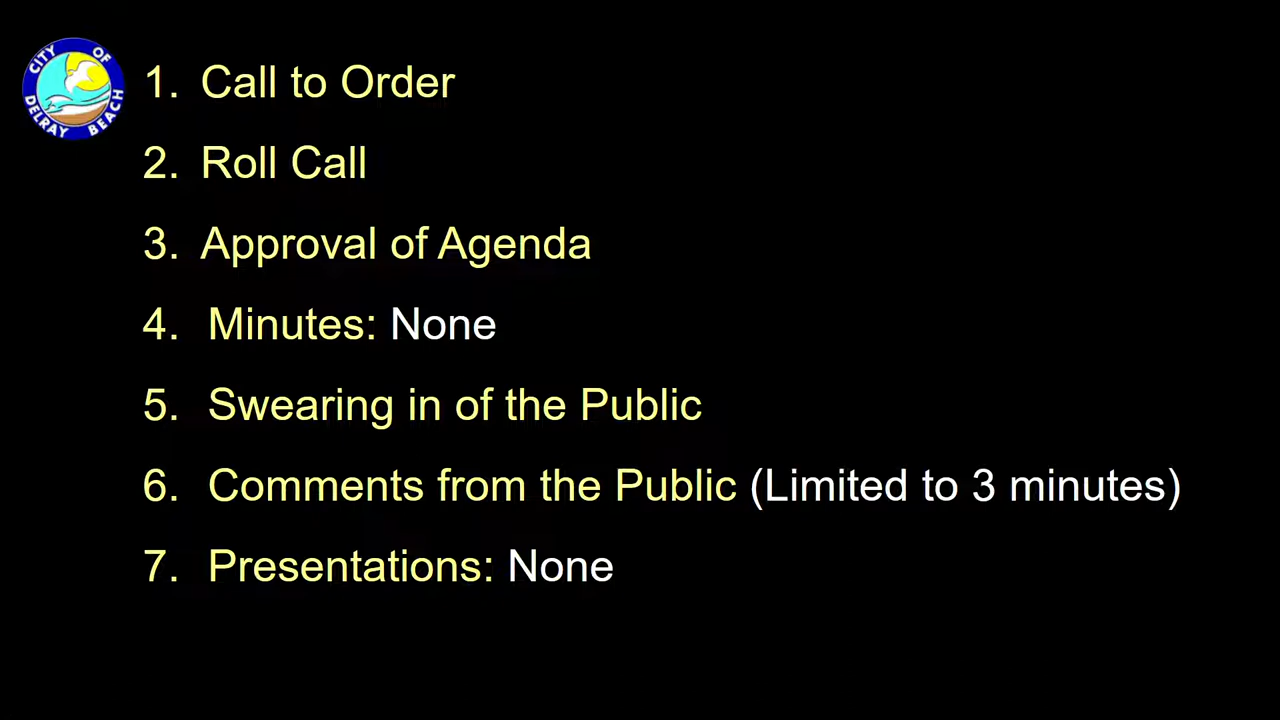 CITY OF
DELRAY BEACH
1. Call to Order
2. Roll Call
3. Approval of Agenda
4. Minutes: None
5. Swearing in of the Public
6. Comments from the Public (Limited to 3 minutes)
7. Presentations: None